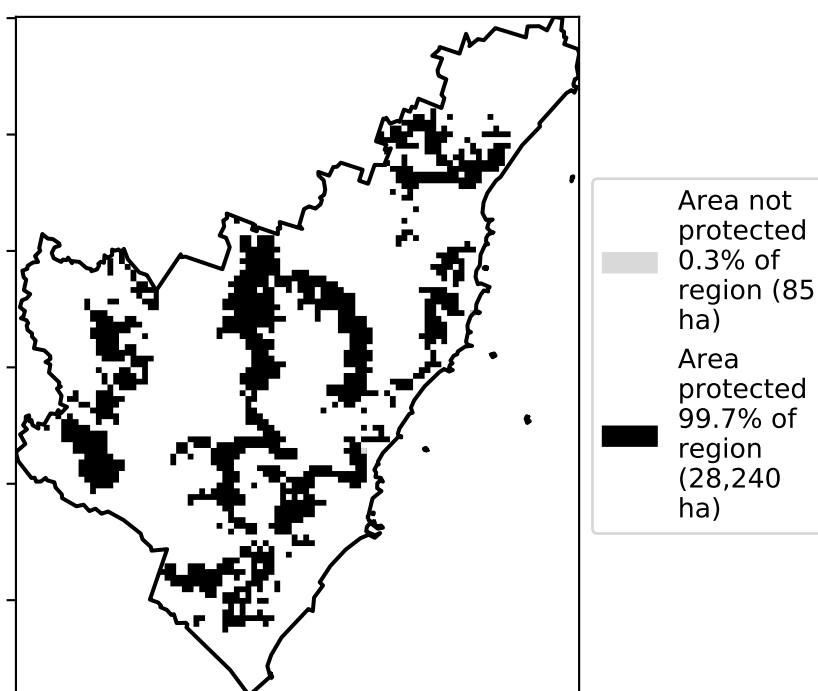 Area not
protected
0.3% of
region (85
ha)
Area
protected
99.7% of
region
(28,240
ha)